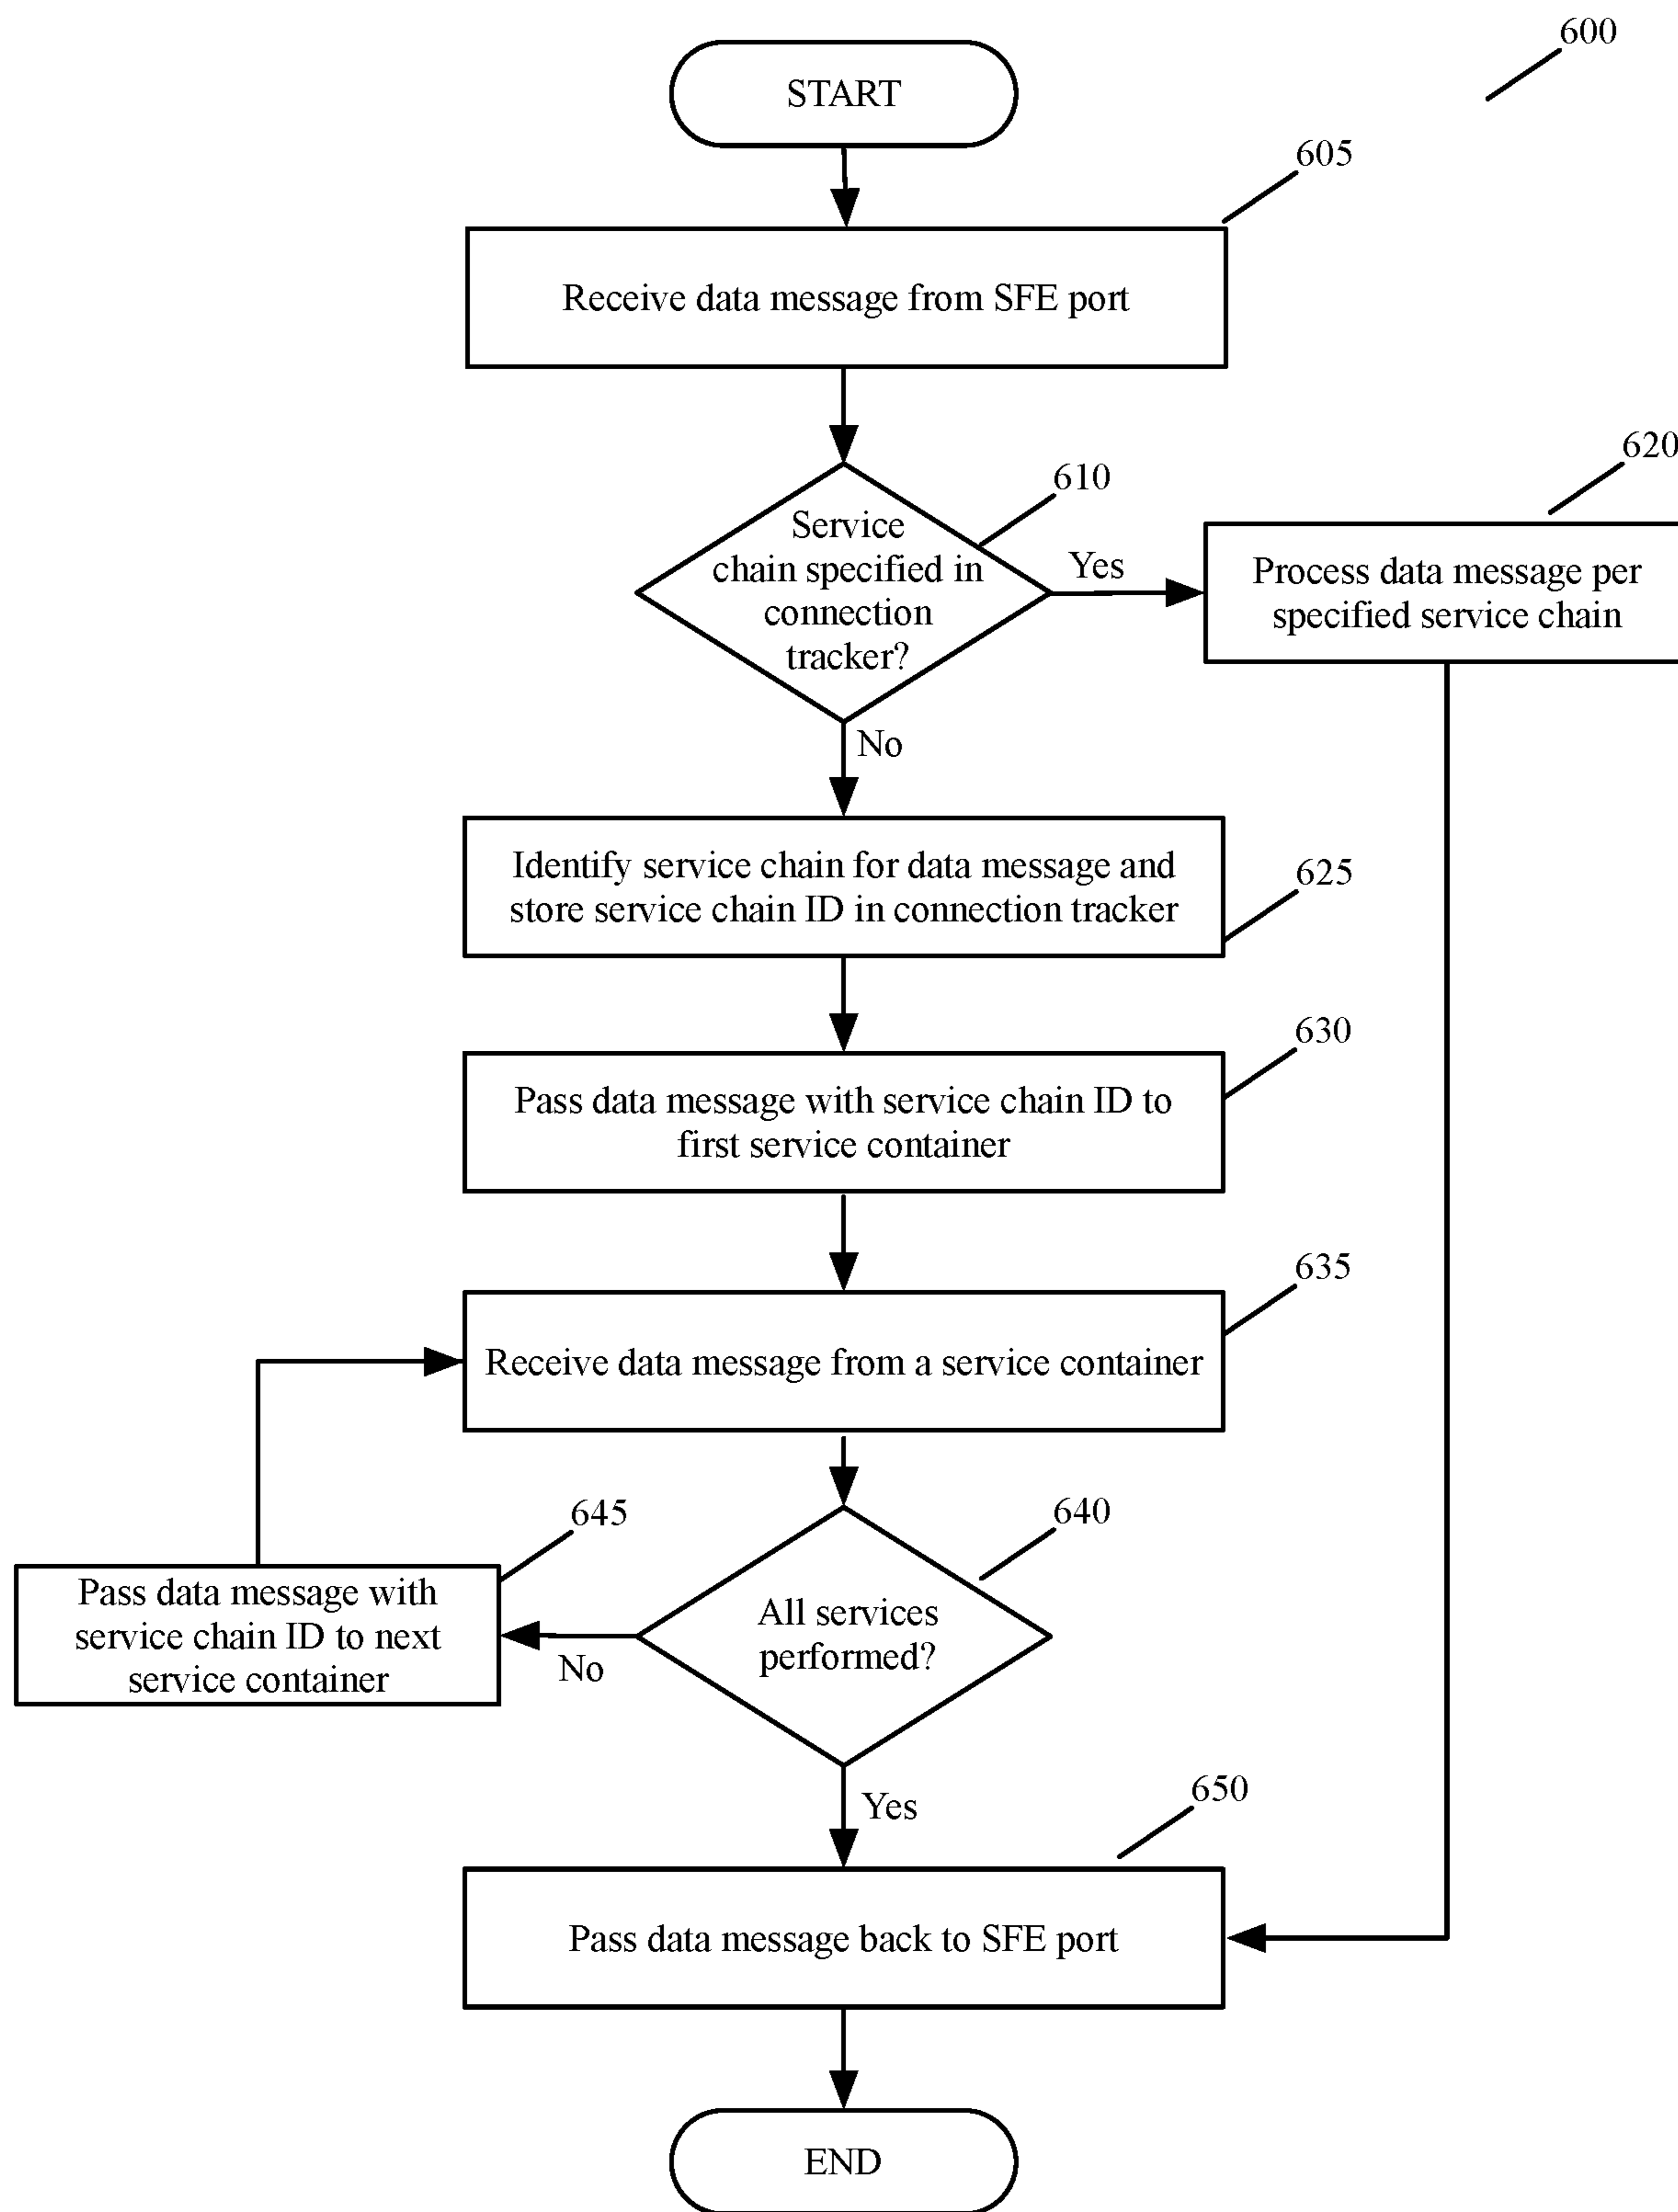 600
START
605
Receive data message from SFE port
610
Service
chain specified in
connection
tracker?
Yes
620
Process data message per
specified service chain
No
Identify service chain for data message and
store service chain ID in connection tracker
625
630
Pass data message with service chain ID to
first service container
635
Receive data message from a service container
645
Pass data message with
service chain ID to next
service container
No
640
All services
performed?
Yes
650
Pass data message back to SFE port
END